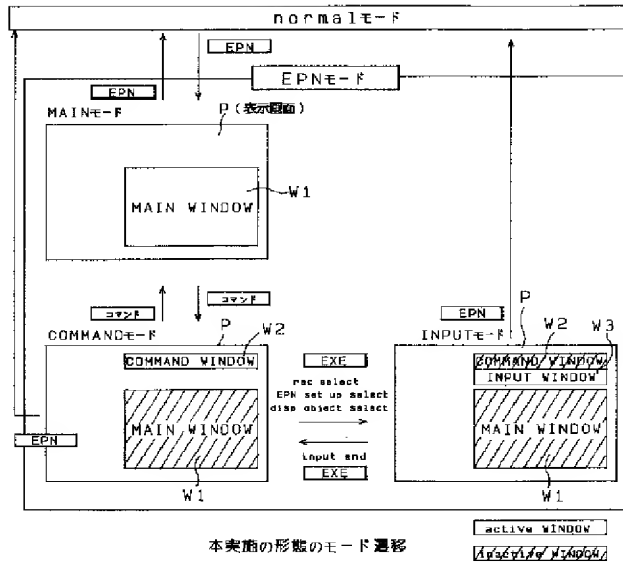 normalモード
EPN
EPNモード
EPN
MAINモード
P(表示画面)
W1
MAIN WINDOW
コマンド
コマンド
COMMANDモード
P
W2
COMMAND WINDOW
MAIN WINDOW
EPN
W1
EXE
rec select
EPN set up select
disp object select
input end
EXE
EPN
P
INPUTモード
W2
W3
COMMAND WINDOW
INPUT WINDOW
MAIN WINDOW
W1
active WINDOW
inactive WINDOW
本実施の形態のモード遷移